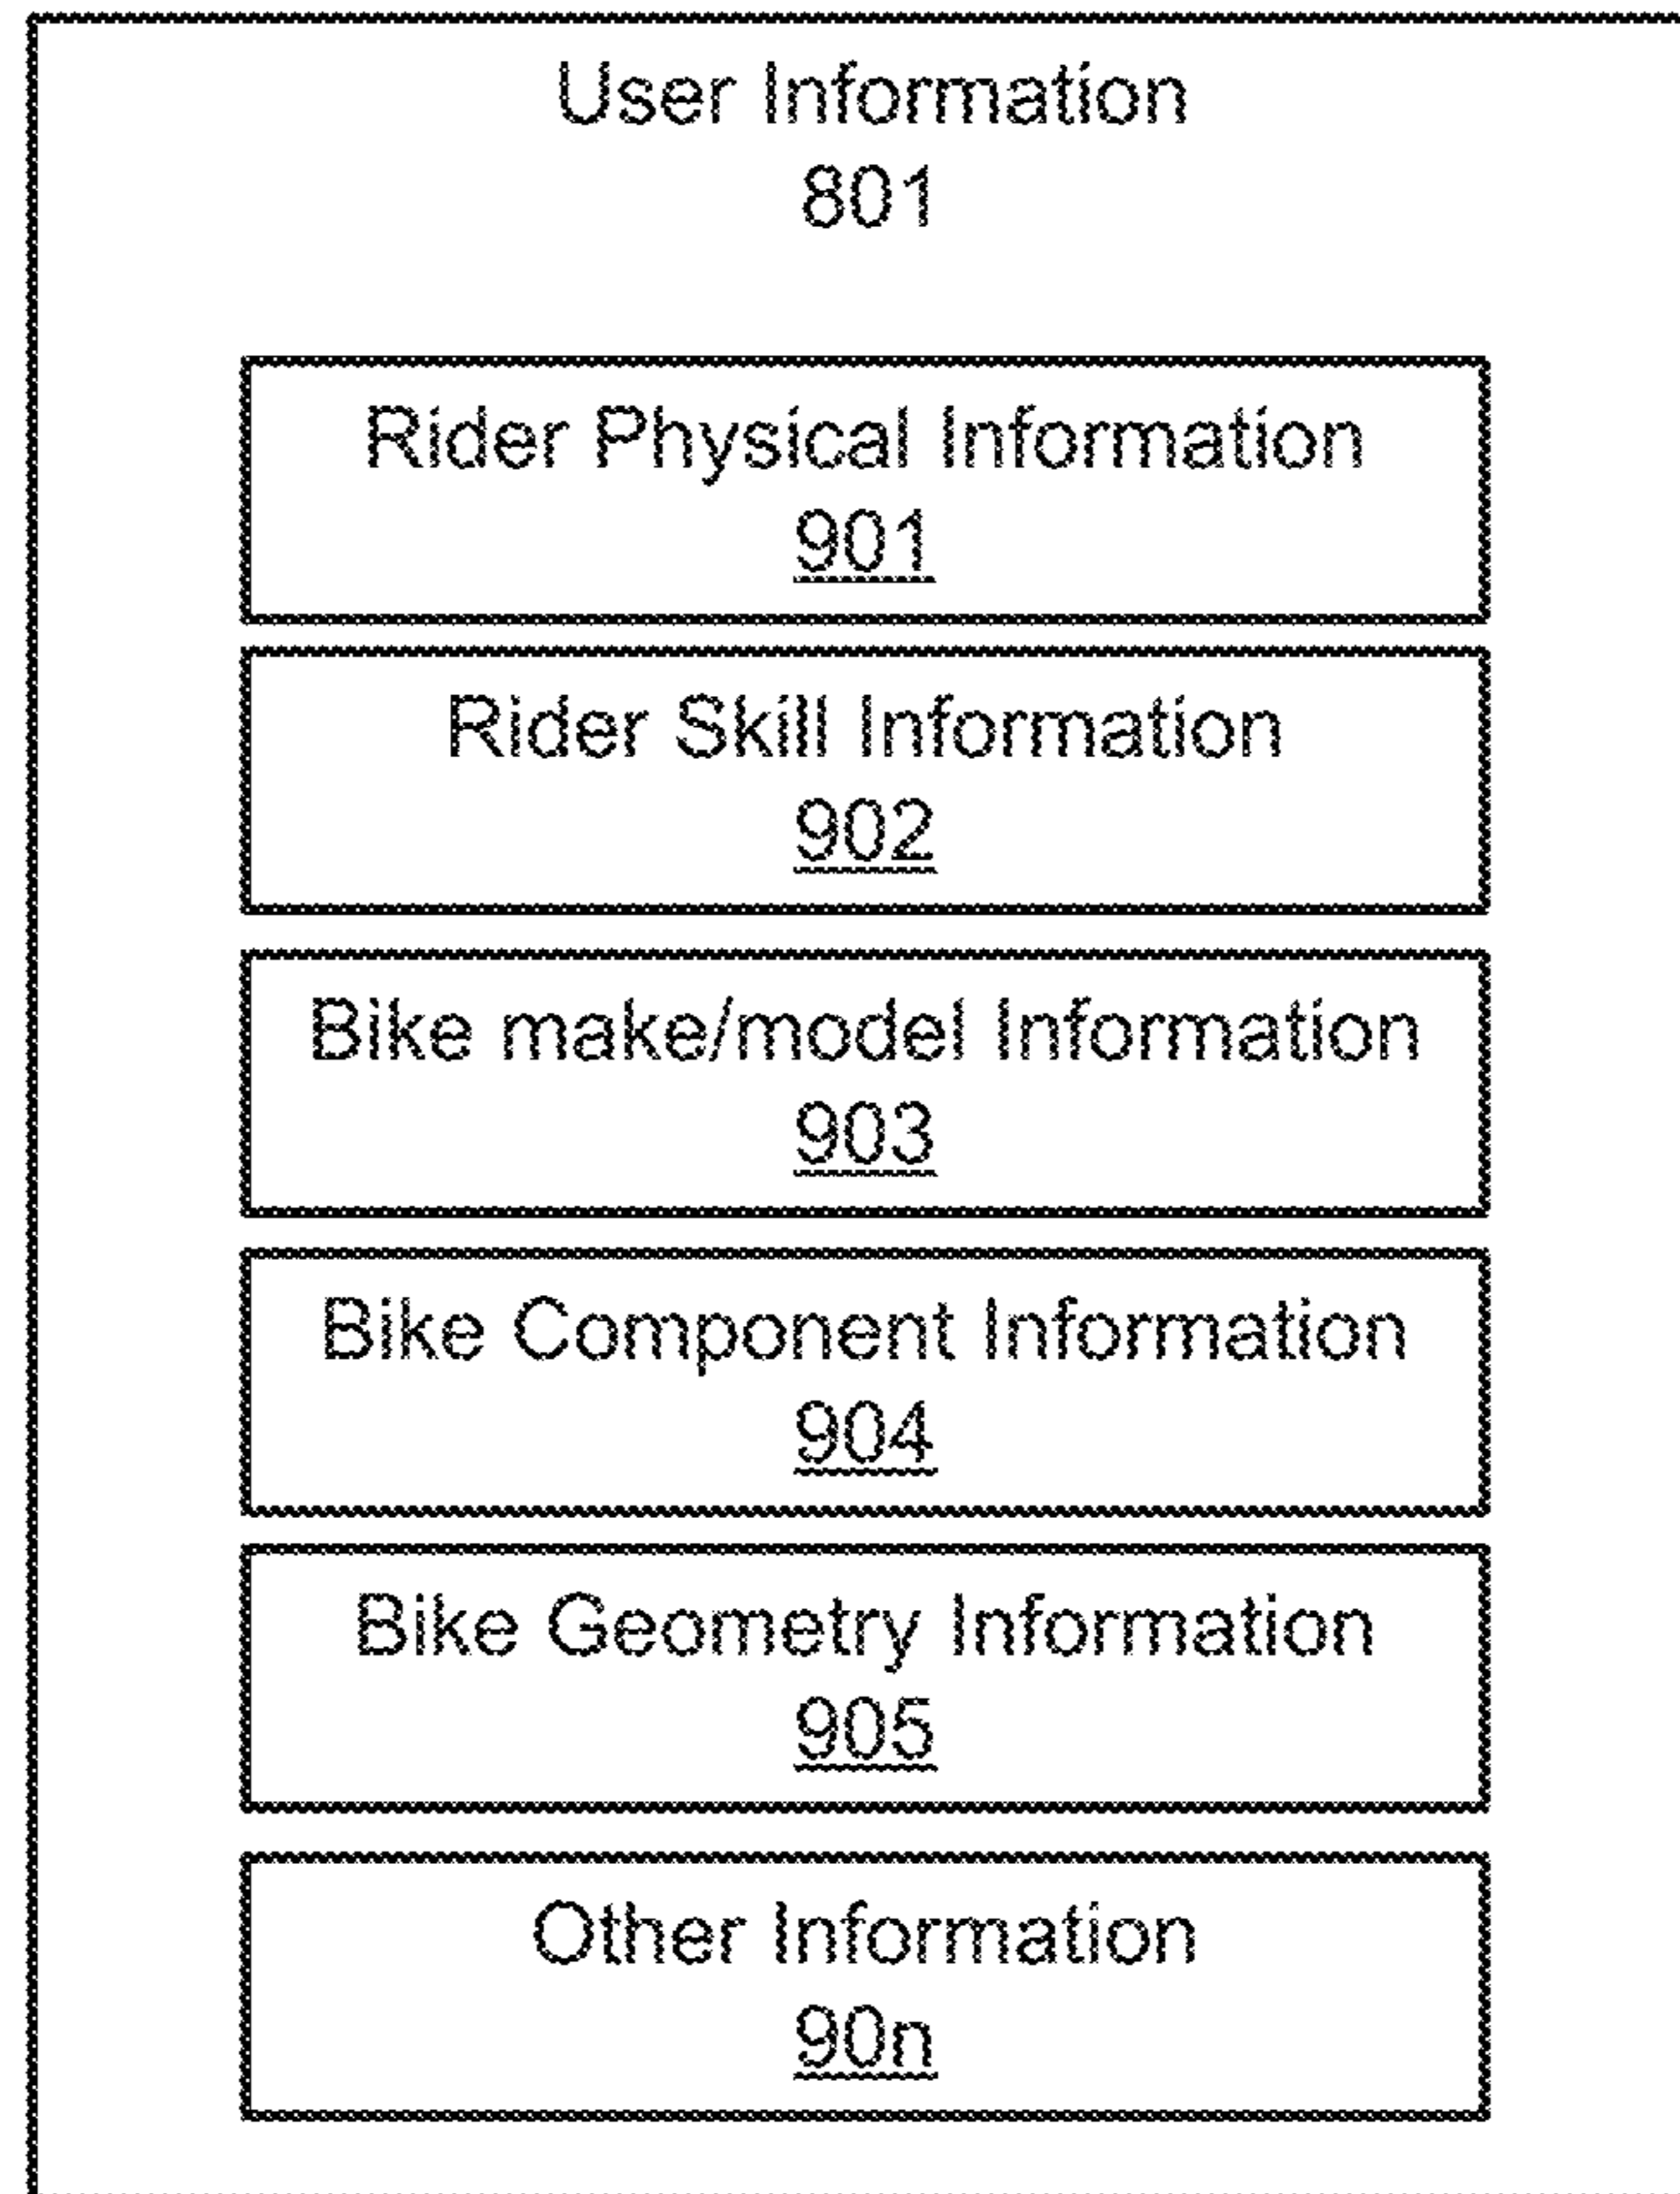 User Information
801
Rider Physical Information
901
Rider Skill Information
902
Bike make/model Information
903
Bike Component Information
904
Bike Geometry Information
905
Other Information
90n